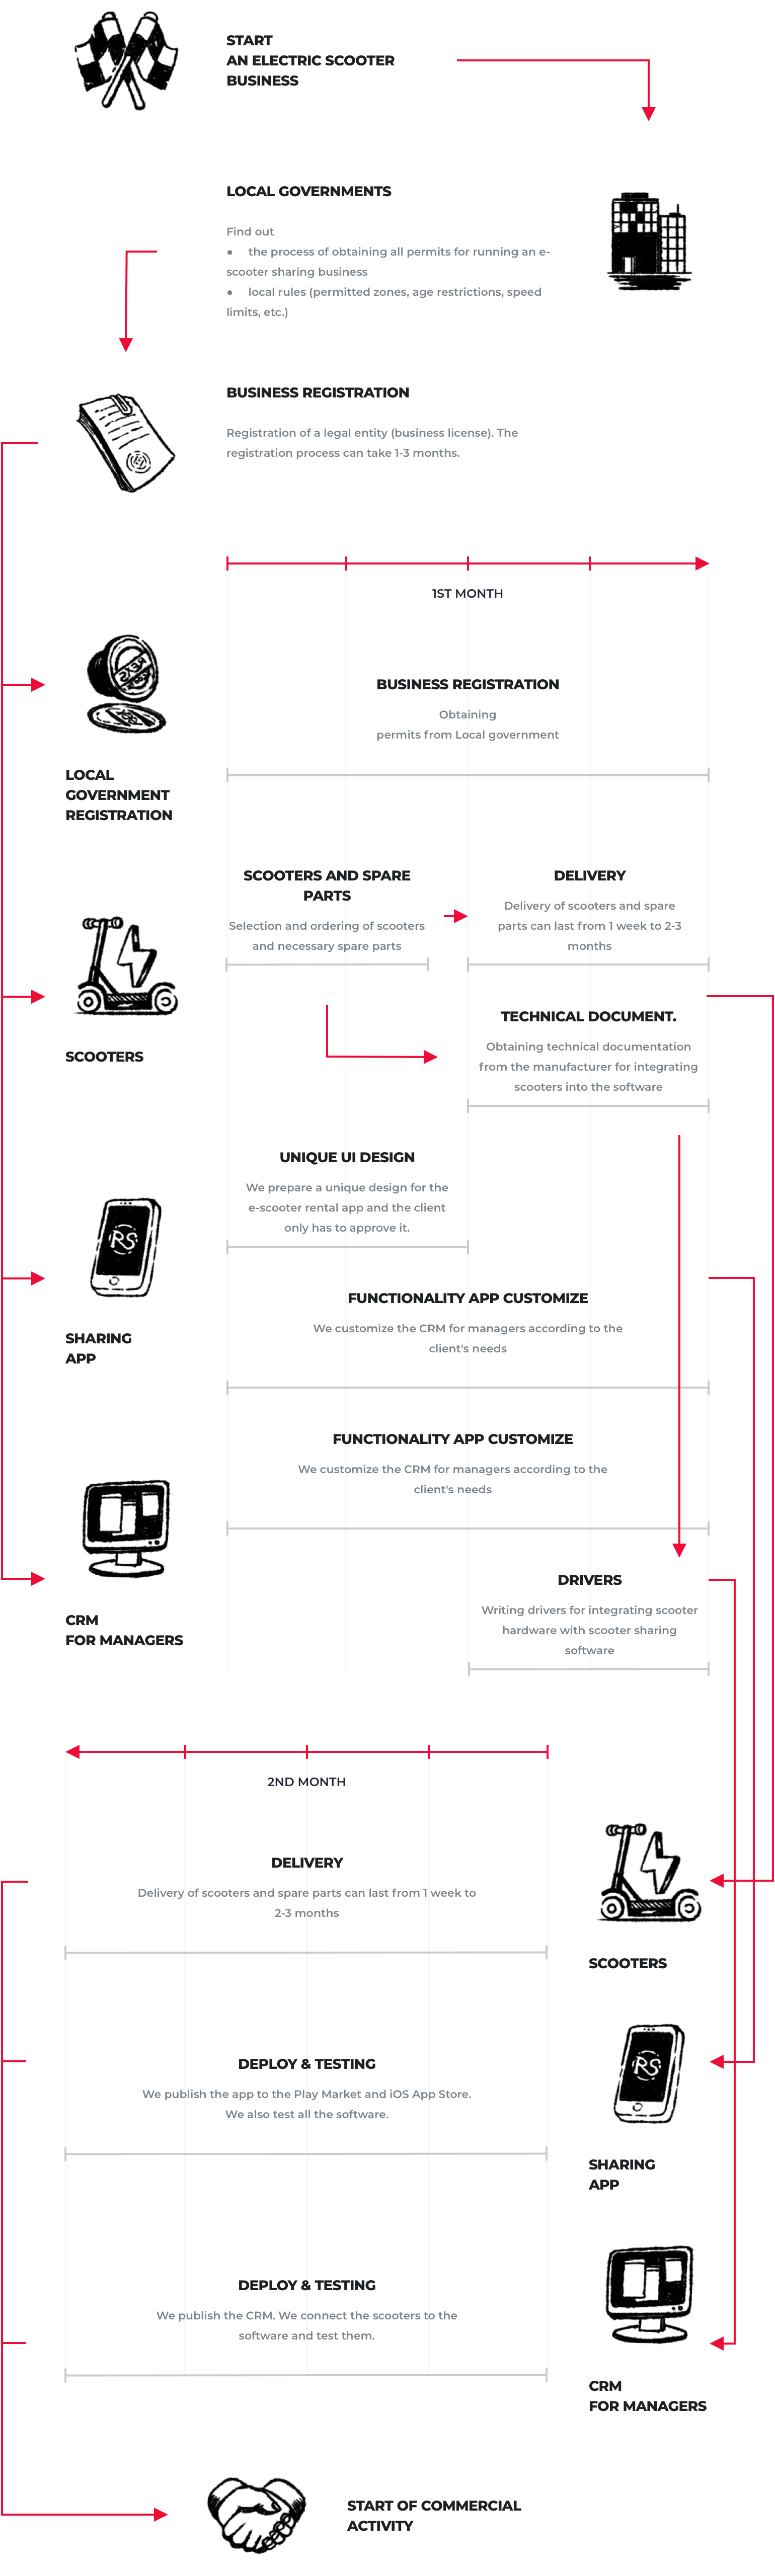 START
AN ELECTRIC SCOOTER
BUSINESS
LOCAL GOVERNMENTS
Find out
● the process of obtaining all permits for running an e-
scooter sharing business
● local rules (permitted zones, age restrictions, speed
limits, etc.)
BUSINESS REGISTRATION
Registration of a legal entity (business license). The
registration process can take 1-3 months.
1ST MONTH
BUSINESS REGISTRATION
Obtaining
permits from Local government
LOCAL
GOVERNMENT
REGISTRATION
SCOOTERS AND SPARE
PARTS
Selection and ordering of scooters
and necessary spare parts
DELIVERY
Delivery of scooters and spare
parts can last from 1 week to 2-3
months
TECHNICAL DOCUMENT.
Obtaining technical documentation
from the manufacturer for integrating
scooters into the software
SCOOTERS
UNIQUE UI DESIGN
We prepare a unique design for the
e-scooter rental app and the client
only has to approve it.
RS
FUNCTIONALITY APP CUSTOMIZE
We customize the CRM for managers according to the
client's needs
SHARING
APP
FUNCTIONALITY APP CUSTOMIZE
We customize the CRM for managers according to the
client's needs
DRIVERS
Writing drivers for integrating scooter
hardware with scooter sharing
software
CRM
FOR MANAGERS
2ND MONTH
DELIVERY
Delivery of scooters and spare parts can last from 1 week to
2-3 months
SCOOTERS
DEPLOY & TESTING
We publish the app to the Play Market and iOS App Store.
We also test all the software.
RS
SHARING
APP
DEPLOY & TESTING
We publish the CRM. We connect the scooters to the
software and test them.
CRM
FOR MANAGERS
START OF COMMERCIAL
ACTIVITY